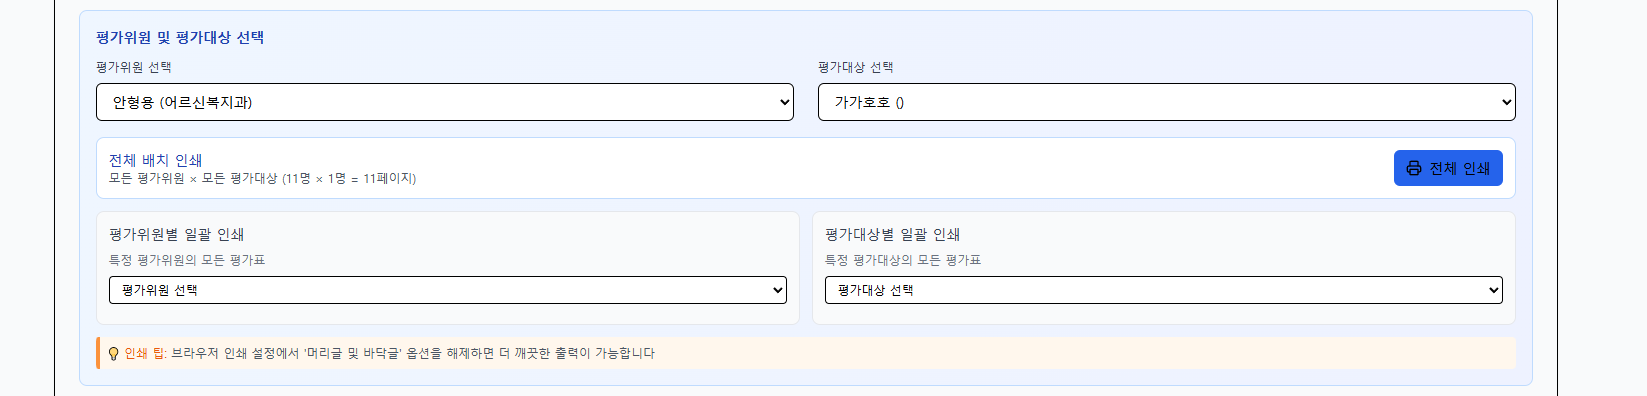 평가위원 및 평가대상 선택
평가위원 선택
평가대상 선택
안형용 (어르신복지과)
가가호호 ()
전체 배치 인쇄
모든 평가위원 × 모든 평가대상 (11명 × 1명 = 11페이지)
전체 인쇄
평가위원별 일괄 인쇄
특정 평가위원의 모든 평가표
평가위원 선택
평가대상별 일괄 인쇄
특정 평가대상의 모든 평가표
평가대상 선택
인쇄 팁: 브라우저 인쇄 설정에서 '머리글 및 바닥글' 옵션을 해제하면 더 깨끗한 출력이 가능합니다